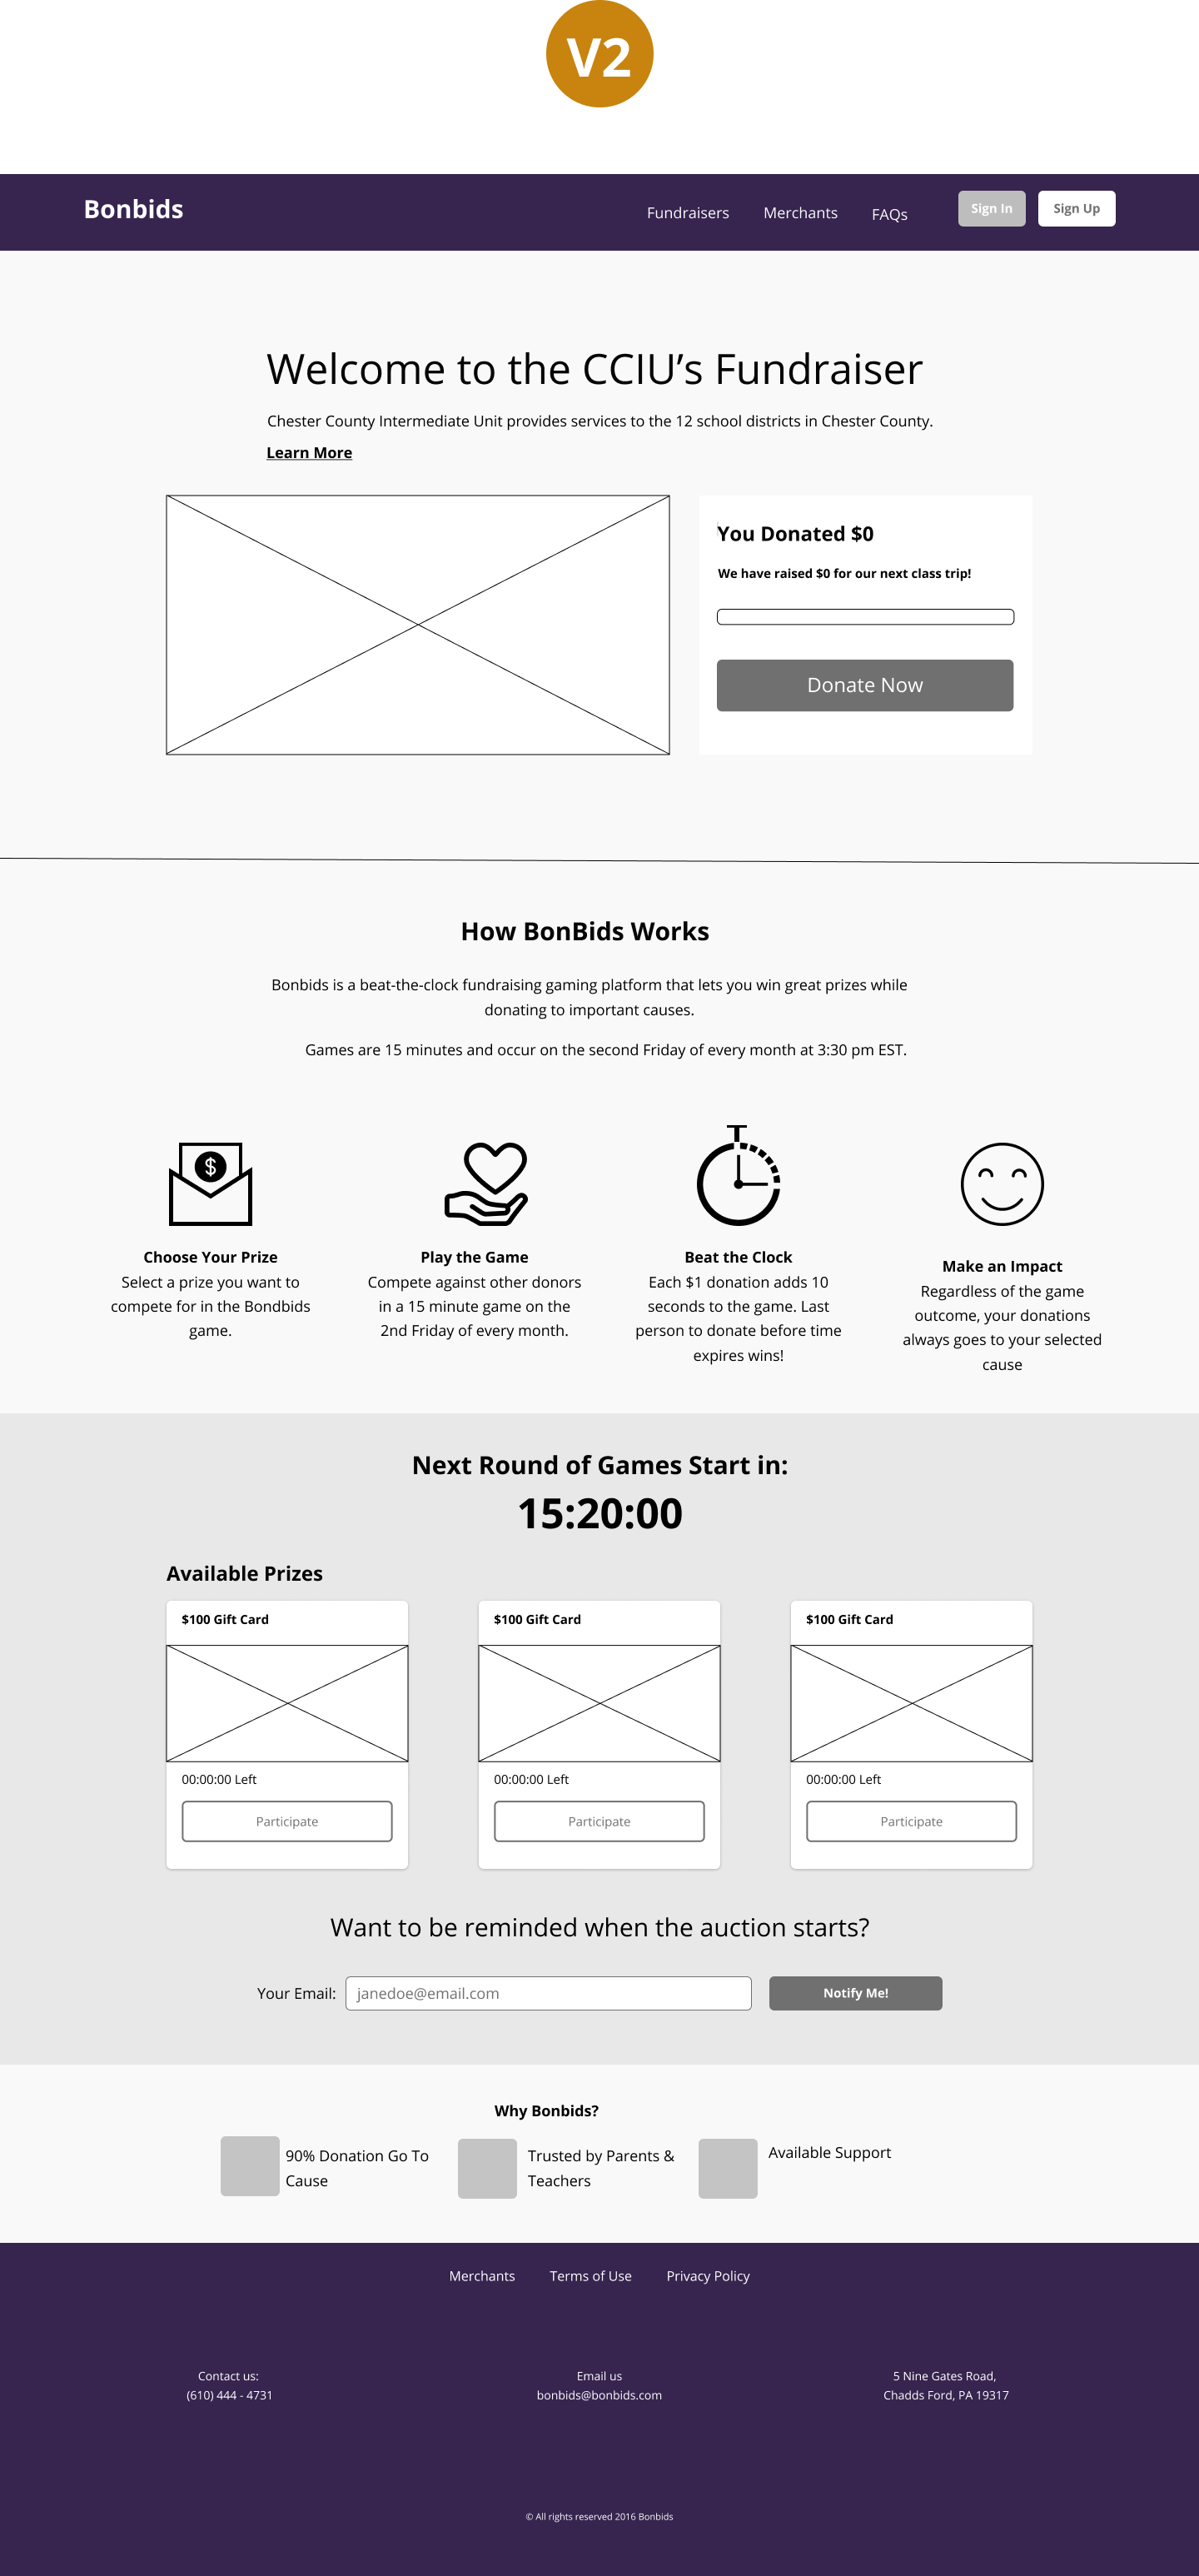 V2
Bonbids
Fundraisers
Merchants
FAQs
Sign In
Sign Up
Welcome to the CCIU’s Fundraiser
Chester County Intermediate Unit provides services to the 12 school districts in Chester County.
Learn More
You Donated $0
We have raised $0 for our next class trip!
Donate Now
How BonBids Works
Bonbids is a beat-the-clock fundraising gaming platform that lets you win great prizes while
donating to important causes.
Games are 15 minutes and occur on the second Friday of every month at 3:30 pm EST.
$
Choose Your Prize
Select a prize you want to
compete for in the Bondbids
game.
Play the Game
Compete against other donors
in a 15 minute game on the
2nd Friday of every month.
Beat the Clock
Each $1 donation adds 10
seconds to the game. Last
person to donate before time
expires wins!
Make an Impact
Regardless of the game
outcome, your donations
always goes to your selected
cause
Next Round of Games Start in:
15:20:00
Available Prizes
$100 Gift Card
00:00:00 Left
Participate
$100 Gift Card
00:00:00 Left
Participate
$100 Gift Card
00:00:00 Left
Participate
Want to be reminded when the auction starts?
Your Email:
janedoe@email.com
Notify Me!
Why Bonbids?
90% Donation Go To
Cause
Trusted by Parents &
Teachers
Available Support
Merchants
Terms of Use
Privacy Policy
Contact us:
(610) 444 - 4731
Email us
bonbids@bonbids.com
5 Nine Gates Road,
Chadds Ford, PA 19317
© All rights reserved 2016 Bonbids